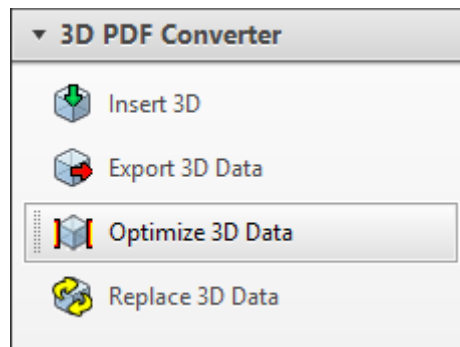 3D PDF Converter
Insert 3D
Export 3D Data
Optimize 3D Data
Replace 3D Data